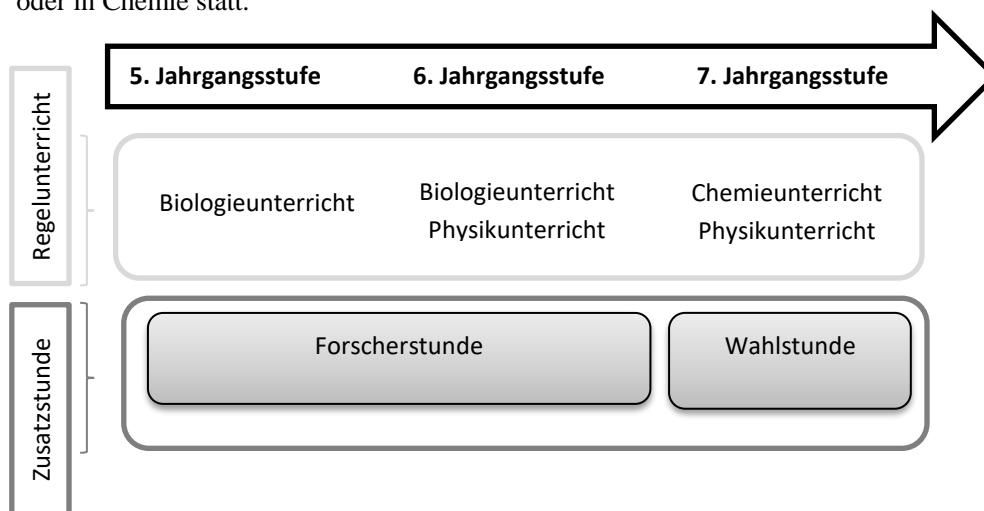 oder in Chemie statt.
5. Jahrgangsstufe 6. Jahrgangsstufe 7. Jahrgangsstufe
Regelunterricht
Biologieunterricht
Biologieunterricht
Physikunterricht
Chemieunterricht
Physikunterricht
Zusatzstunde
Forscherstunde
Wahlstunde